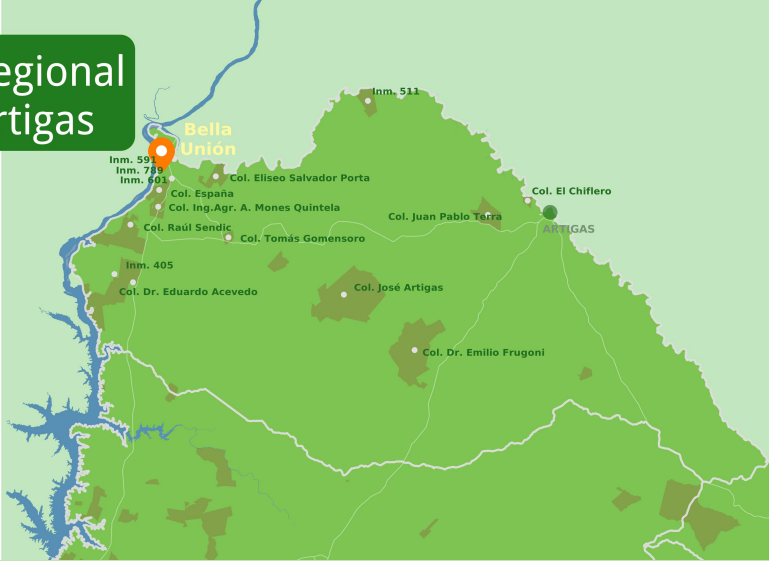 egional
rtigas
Inm. 511
Bella
Unión
Inm. 591
Inm. 789
Inm. 601
Col. Eliseo Salvador Porta
Col. España
Col. El Chiflero
Col. Ing.Agr. A. Mones Quintela
Col. Juan Pablo Terra
Col. Raúl Sendic
ARTIGAS
Col. Tomás Gomensoro
Inm. 405
Col. Dr. Eduardo Acevedo
Col. José Artigas
Col. Dr. Emilio Frugoni